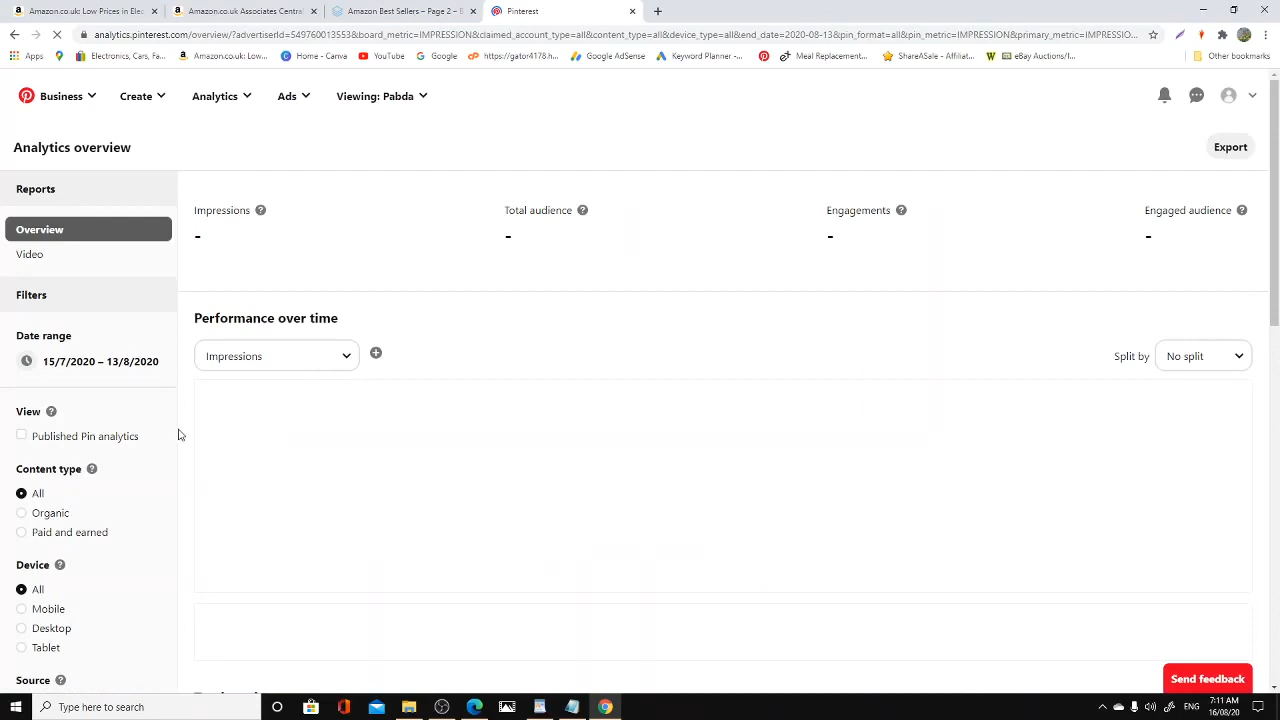 Amazon.co.uk: Low Prices in Elec
Amazon.co.uk Associates Central
Amazon Best Sellers – Page 2 – B
Pinterest
analytics.pinterest.com/overview/?advertiserId=549760013553&board_metric=IMPRESSION&claimed_account_type=all&content_type=all&device_type=all&end_date=2020-08-13&pin_format=all&pin_metric=IMPRESSION&primary_metric=IMPRESSIO...
Apps
Electronics, Cars, Fa...
Amazon.co.uk: Low...
Home - Canva
YouTube
Google
https://gator4178.h...
Google AdSense
Keyword Planner -...
Meal Replacement...
ShareASale - Affiliat...
eBay Auctions/I...
Other bookmarks
Business
Create
Analytics
Ads
Viewing: Pabda
Analytics overview
Export
Reports
Overview
Video
Filters
Date range
15/7/2020 – 13/8/2020
View
Published Pin analytics
Content type
All
Organic
Paid and earned
Device
All
Mobile
Desktop
Tablet
Source
Impressions
-
Total audience
-
Engagements
-
Engaged audience
-
Performance over time
Impressions
Split by
No split
Send feedback
Type here to search
7:11 AM
16/08/20